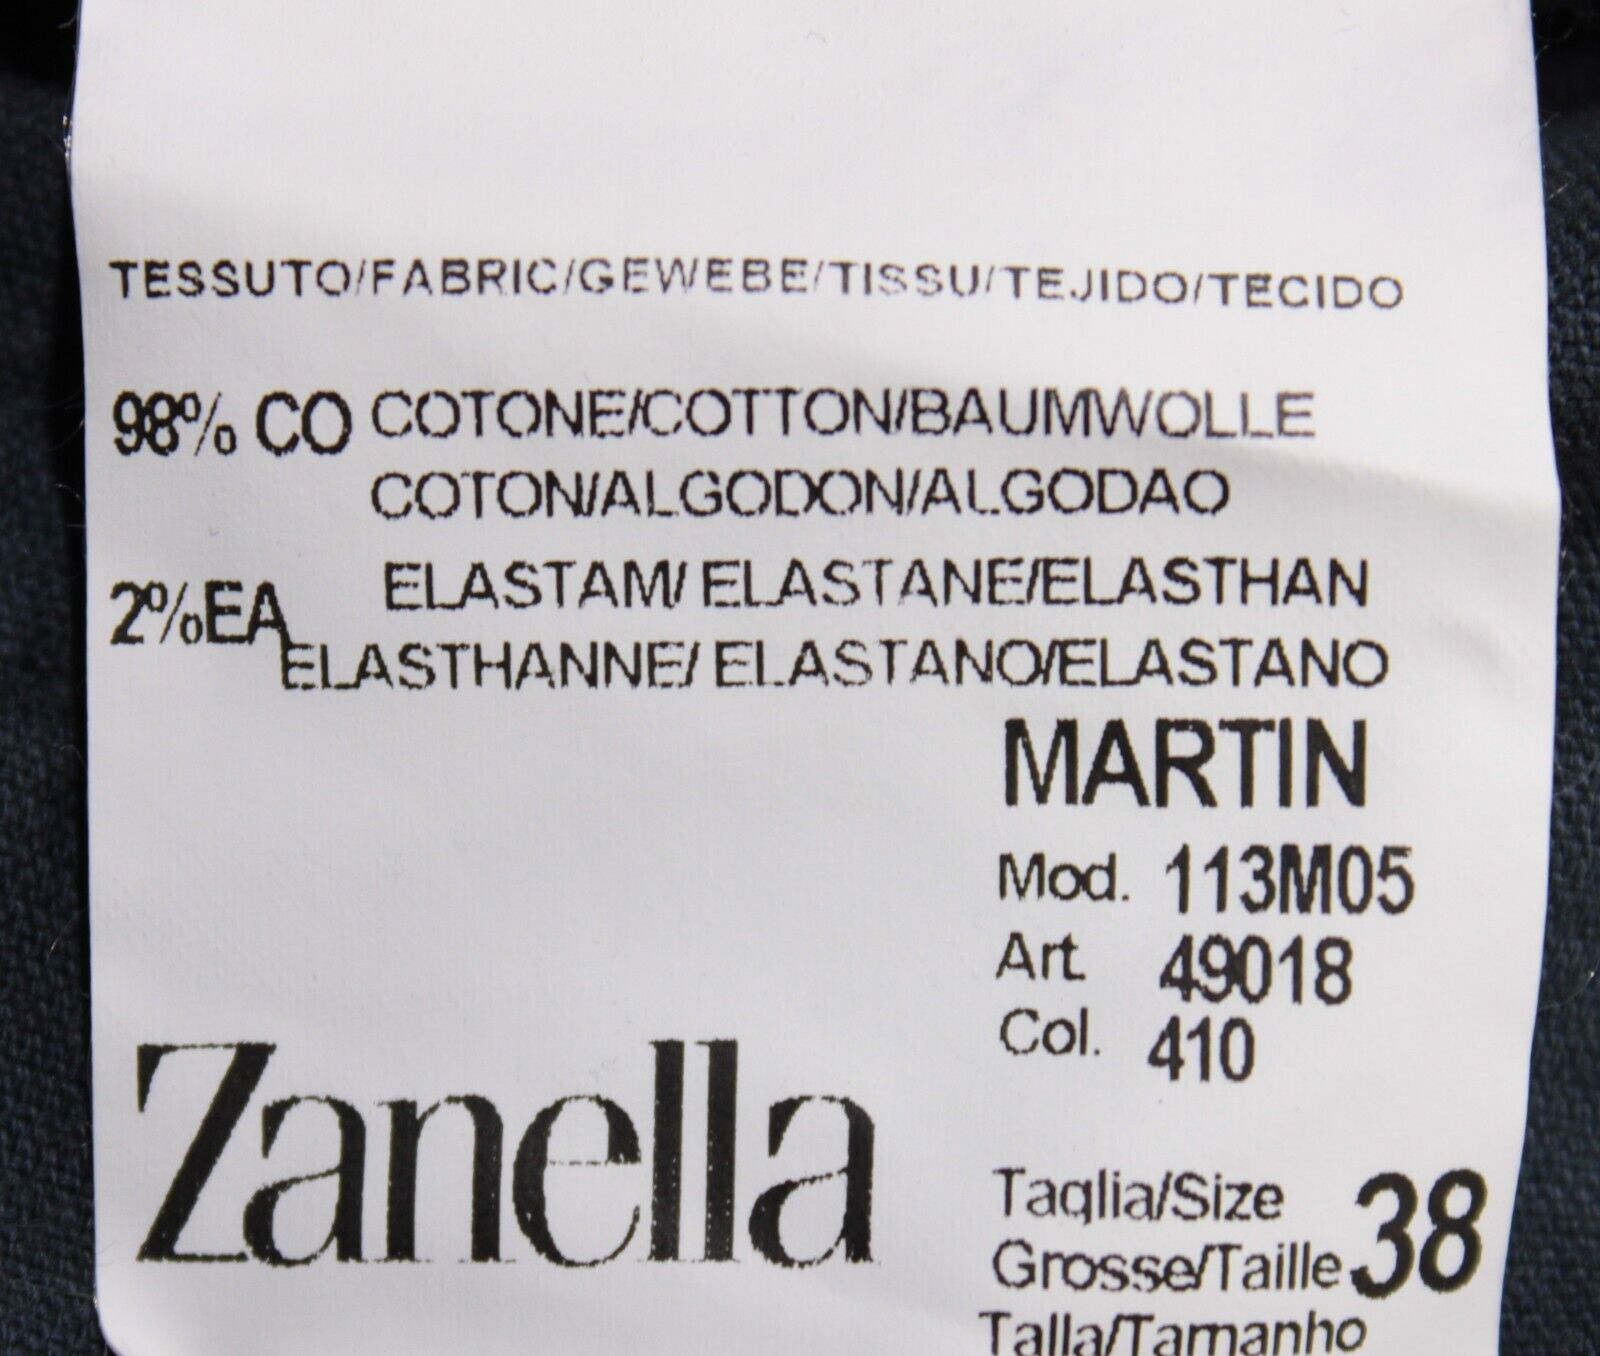 TESSUTO/FABRIC/GEWEBE/TISSU/TEJIDO/TECIDO
98% CO COTONE/COTTON/BAUMWOLLE
COTON/ALGODON/ALGODAO
2%EA ELASTAM/ ELASTANE/ELASTHAN
ELASTHANNE/ ELASTANO/ELASTANO
MARTIN
Mod. 113M05
Art. 49018
Col. 410
Zanella
Taglia/Size
Grosse/Taille 38
Talla/Tamanho